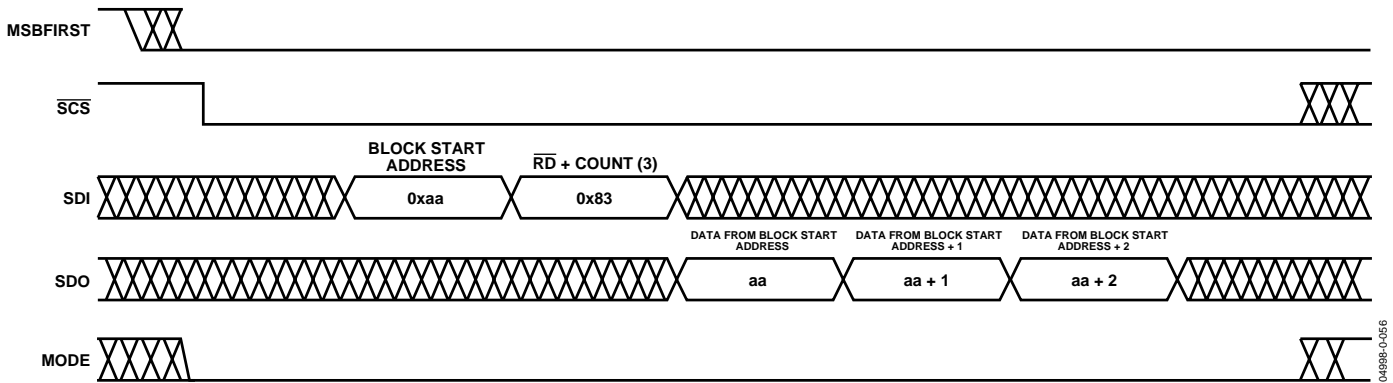 MSBFIRST
SCS
BLOCK START
ADDRESS
RD + COUNT (3)
SDI
0xaa
0x83
DATA FROM BLOCK START
ADDRESS
DATA FROM BLOCK START
ADDRESS + 1
DATA FROM BLOCK START
ADDRESS + 2
SDO
aa
aa + 1
aa + 2
MODE
04998-0-056